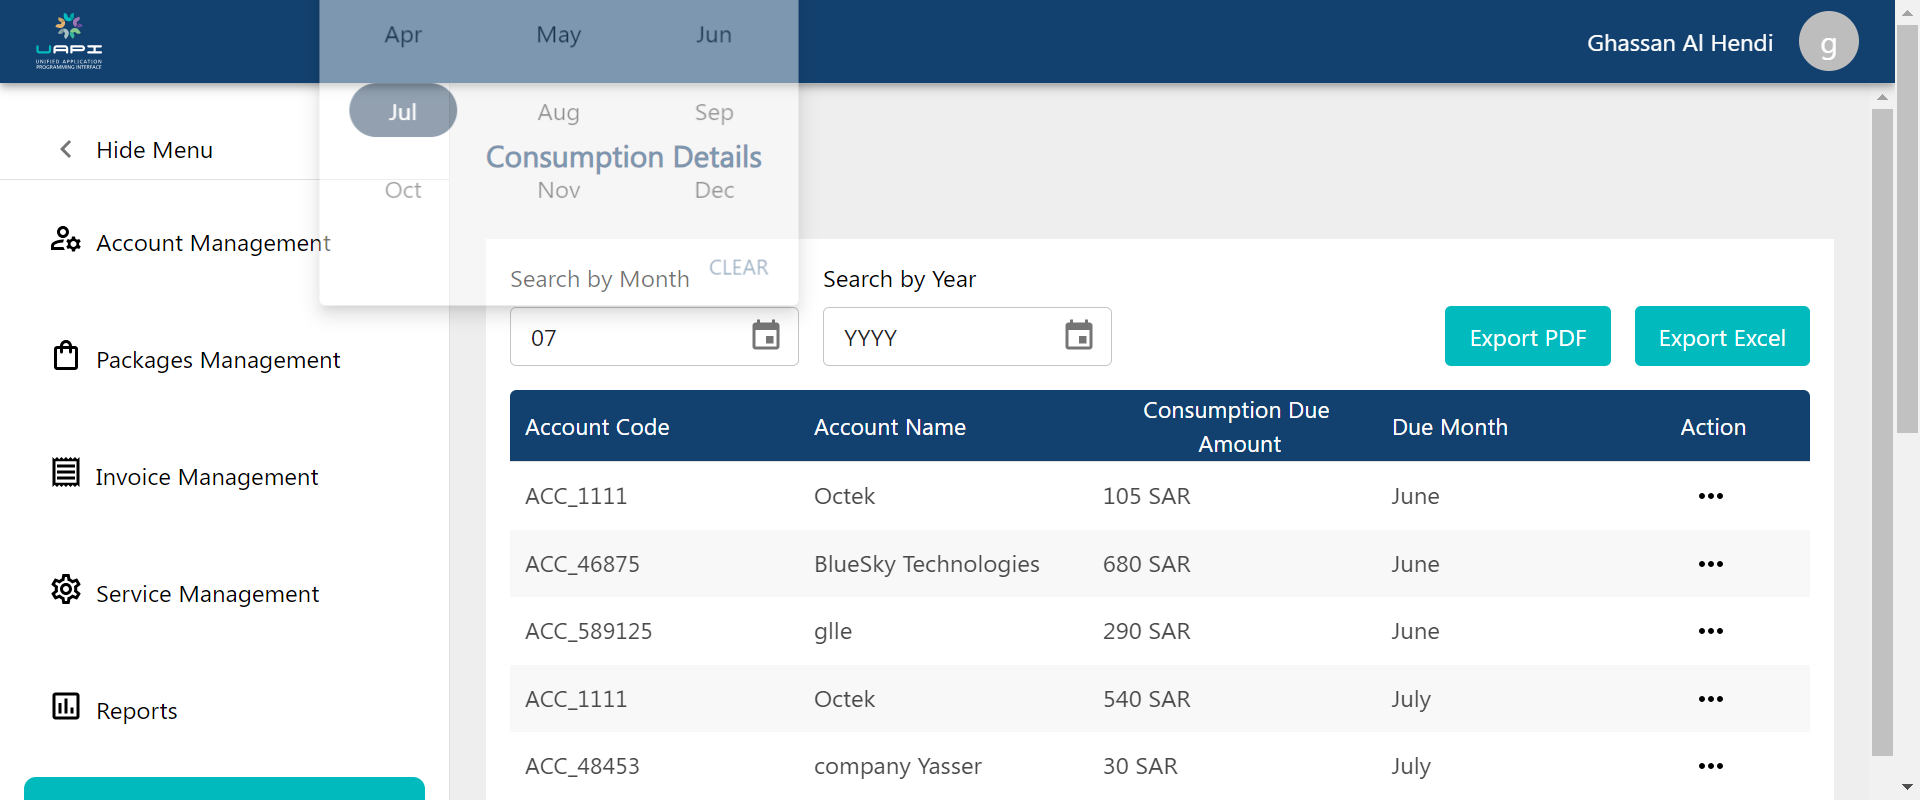 UAPI
UNIFIED APPLICATION
PROGRAMMING INTERFACE
Apr May Jun
Ghassan Al Hendi g
Jul Aug Sep
Hide Menu
Consumption Details
Oct Nov Dec
Account Management
CLEAR
Search by Month Search by Year
07 YYYY Export PDF Export Excel
Packages Management
Account Code Account Name Consumption Due Amount Due Month Action
Invoice Management
ACC_1111 Octek 105 SAR June
ACC_46875 BlueSky Technologies 680 SAR June
Service Management
ACC_589125 glle 290 SAR June
ACC_1111 Octek 540 SAR July
Reports
ACC_48453 company Yasser 30 SAR July